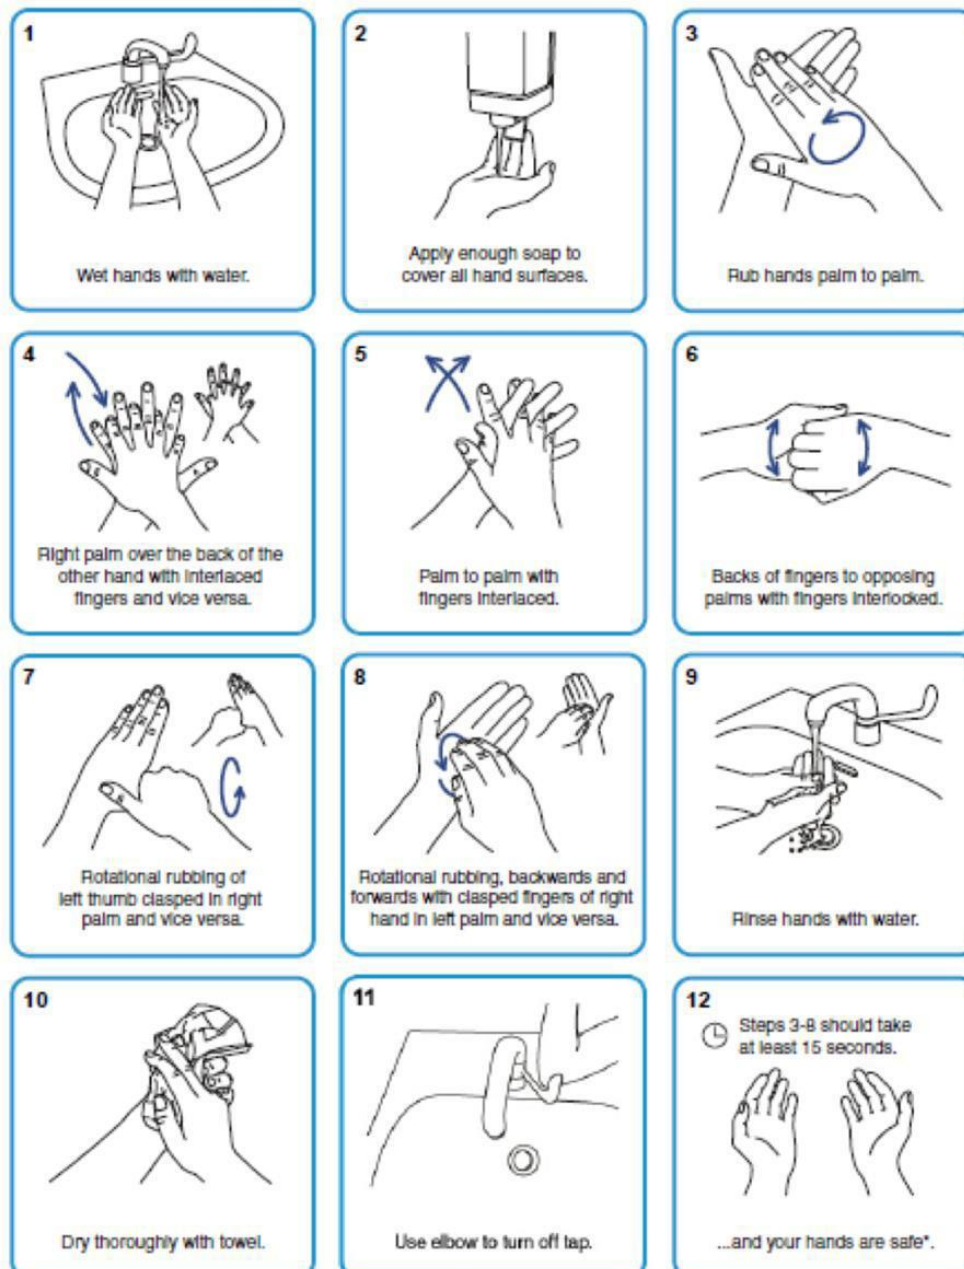 1
Wet hands with water.
2
Apply enough soap to
cover all hand surfaces.
3
Rub hands palm to palm.
4
Right palm over the back of the
other hand with interlaced
fingers and vice versa.
5
Palm to palm with
fingers interlaced.
6
Backs of fingers to opposing
palms with fingers interlocked.
7
Rotational rubbing of
left thumb clasped in right
palm and vice versa.
8
Rotational rubbing, backwards and
forwards with clasped fingers of right
hand in left palm and vice versa.
9
Rinse hands with water.
10
Dry thoroughly with towel.
11
Use elbow to turn off tap.
12
Steps 3-8 should take
at least 15 seconds.
...and your hands are safe*.